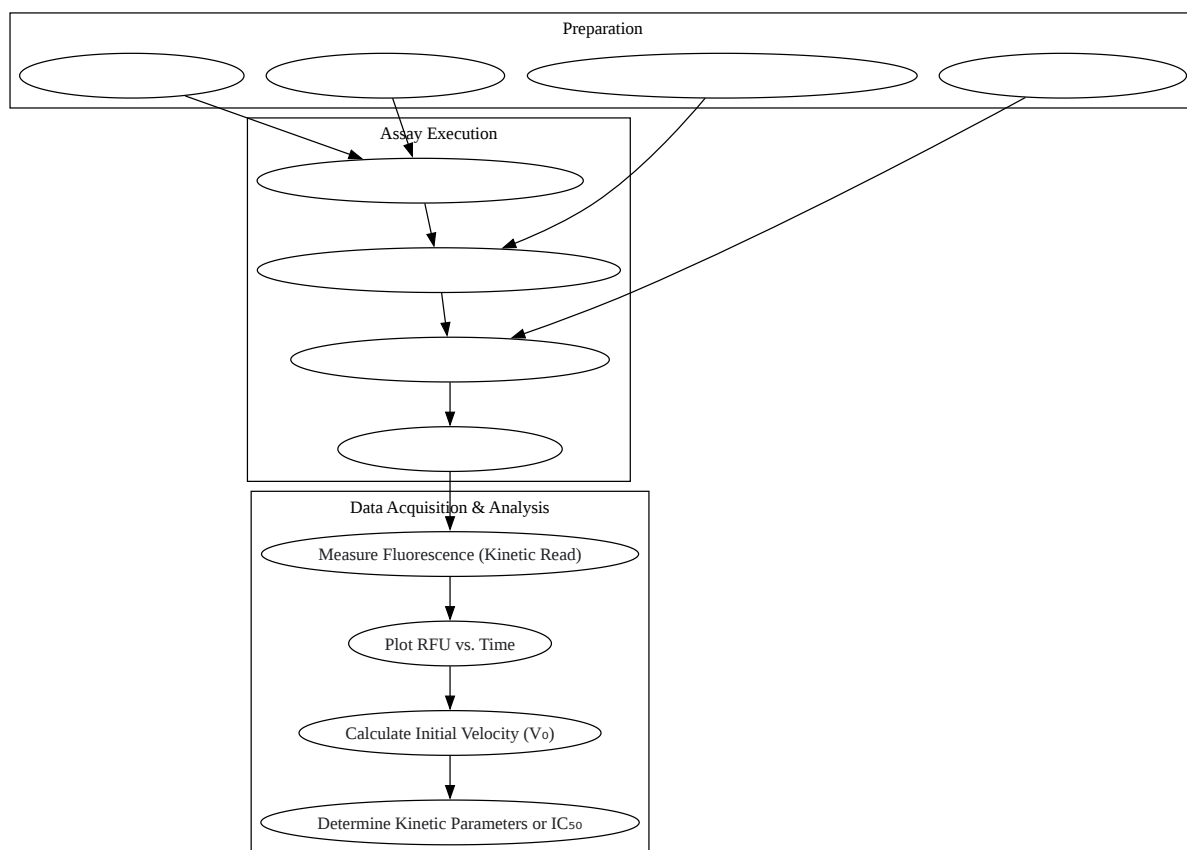 Preparation
Assay Execution
Data Acquisition & Analysis
Measure Fluorescence (Kinetic Read)
Plot RFU vs. Time
Calculate Initial Velocity (V₀)
Determine Kinetic Parameters or IC₅₀